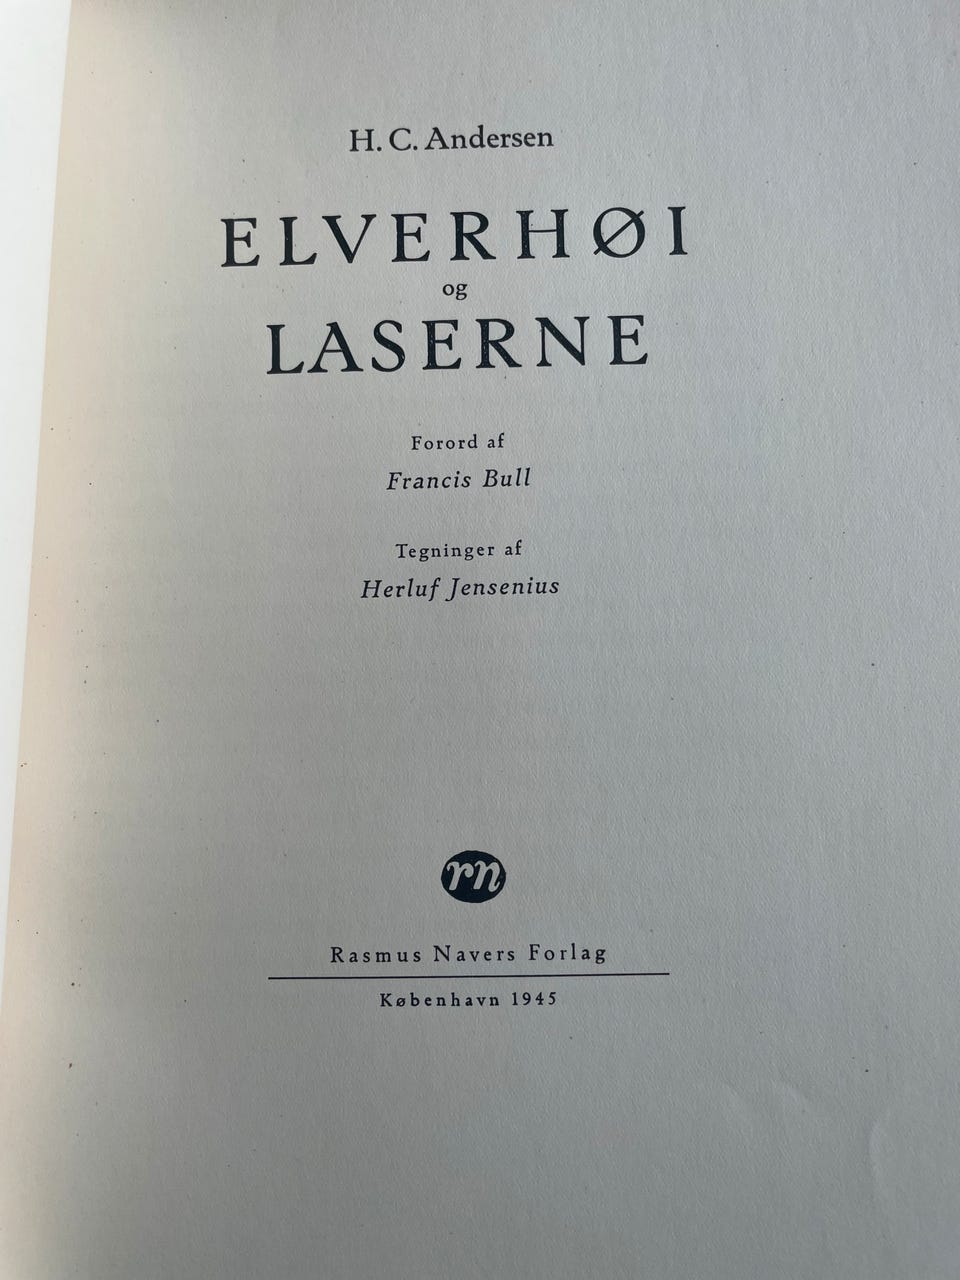 H. C. Andersen
ELVERHØI
og
LASERNE
Forord af
Francis Bull
Tegninger af
Herluf Jensenius
rn
Rasmus Navers Forlag
København 1945